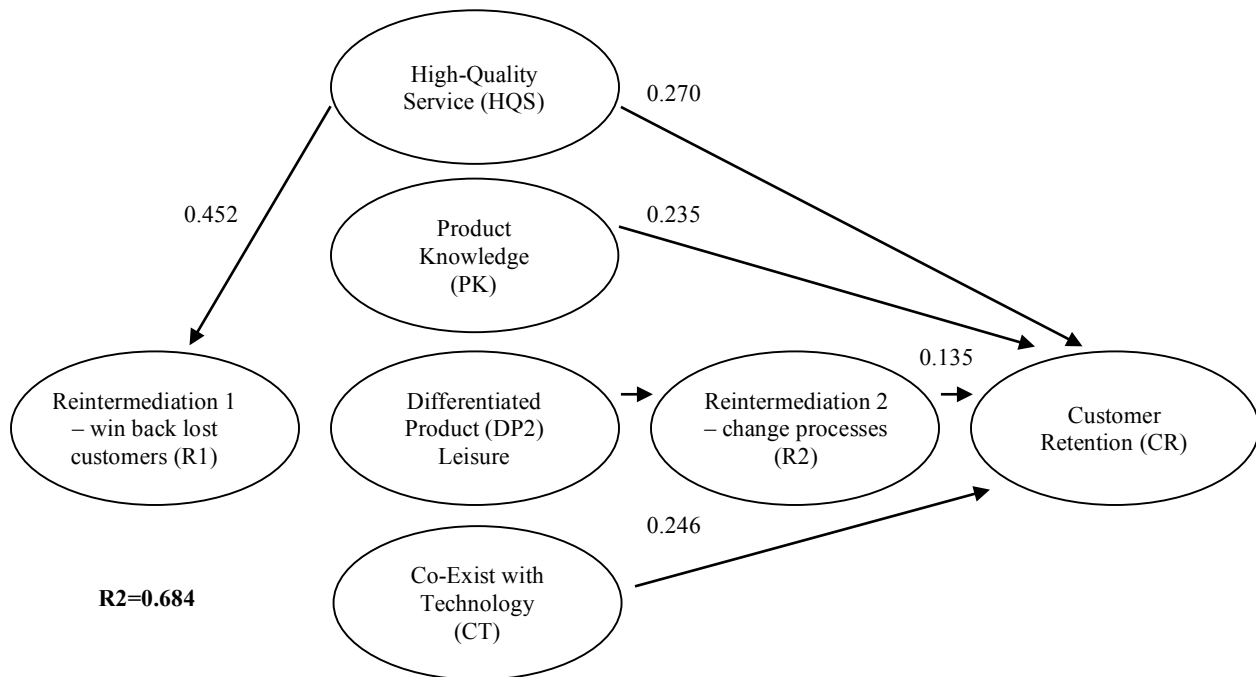 High-Quality
Service (HQS)
0.270
0.452
0.235
Product
Knowledge
(PK)
0.135
Reintermediation 1
– win back lost
customers (R1)
Differentiated
Product (DP2)
Leisure
Reintermediation 2
– change processes
(R2)
Customer
Retention (CR)
0.246
Co-Exist with
Technology
(CT)
R2=0.684